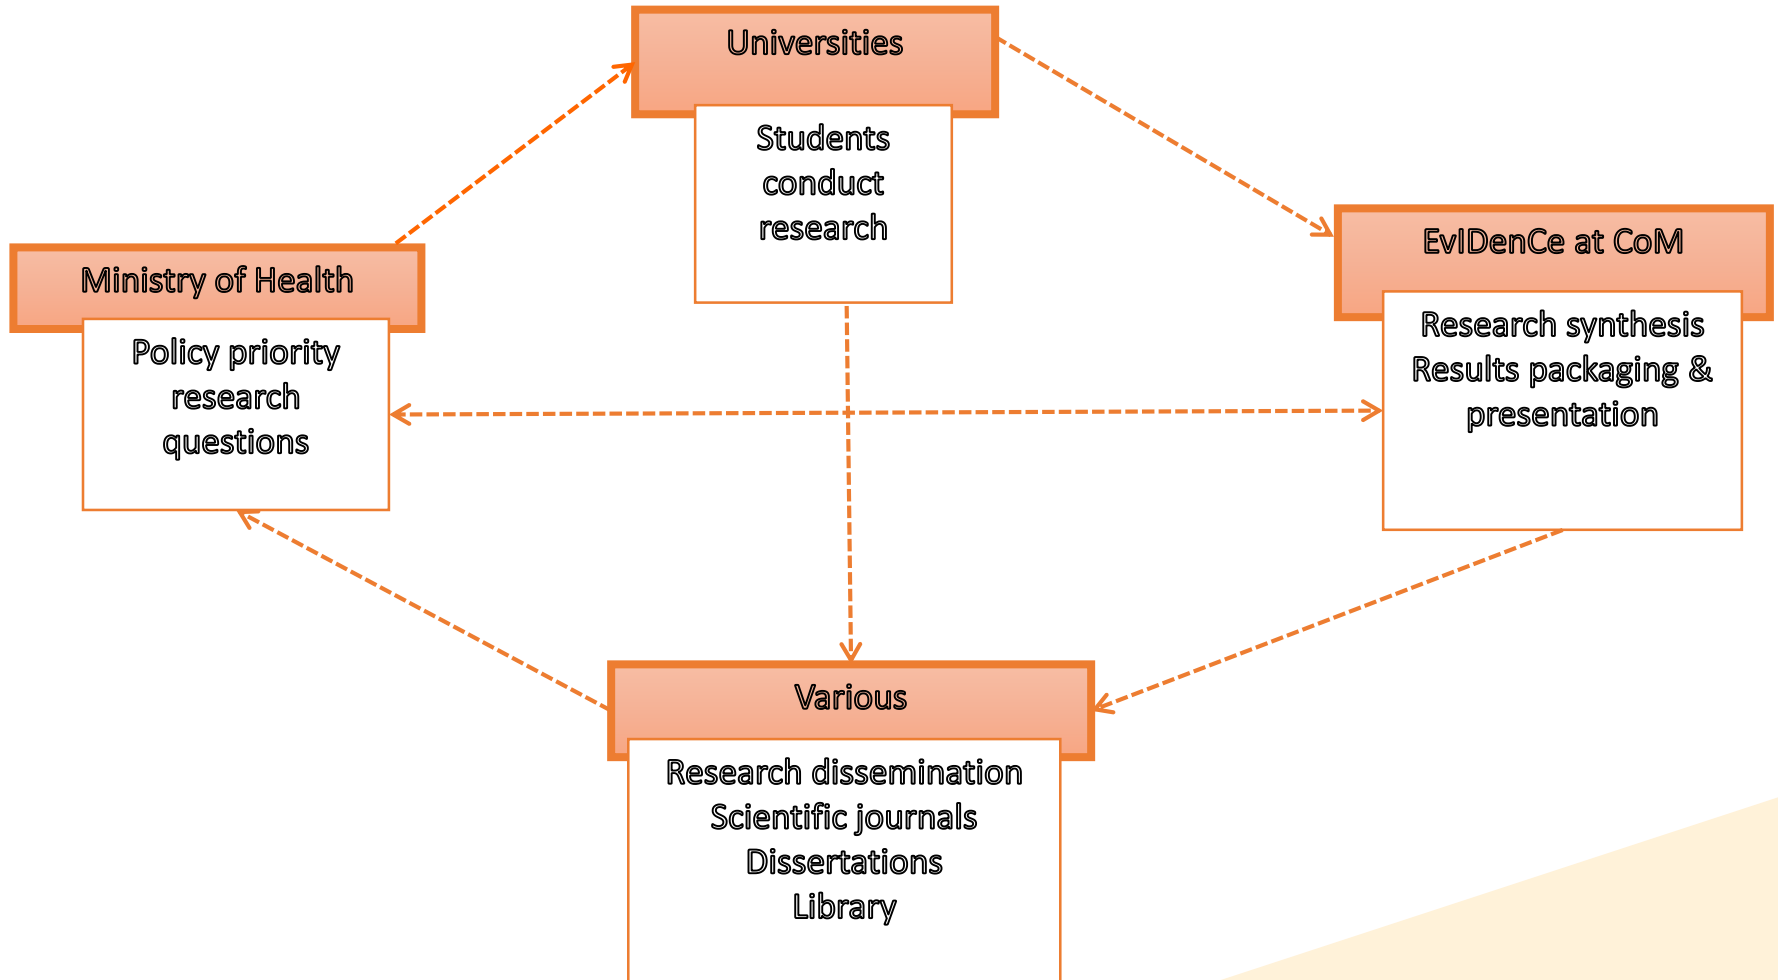 Universities
Students
conduct
research
Ministry of Health
Policy priority
research
questions
EvIDenCe at CoM
Research synthesis
Results packaging &
presentation
Various
Research dissemination
Scientific journals
Dissertations
Library